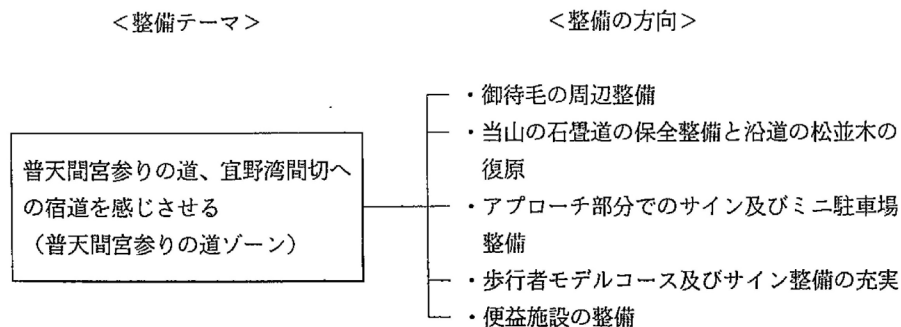 ＜整備テーマ＞
＜整備の方向＞
普天間宮参りの道、宜野湾間切へ
の宿道を感じさせる
（普天間宮参りの道ゾーン）
・御待毛の周辺整備
・当山の石畳道の保全整備と沿道の松並木の
復原
・アプローチ部分でのサイン及びミニ駐車場
整備
・歩行者モデルコース及びサイン整備の充実
・便益施設の整備